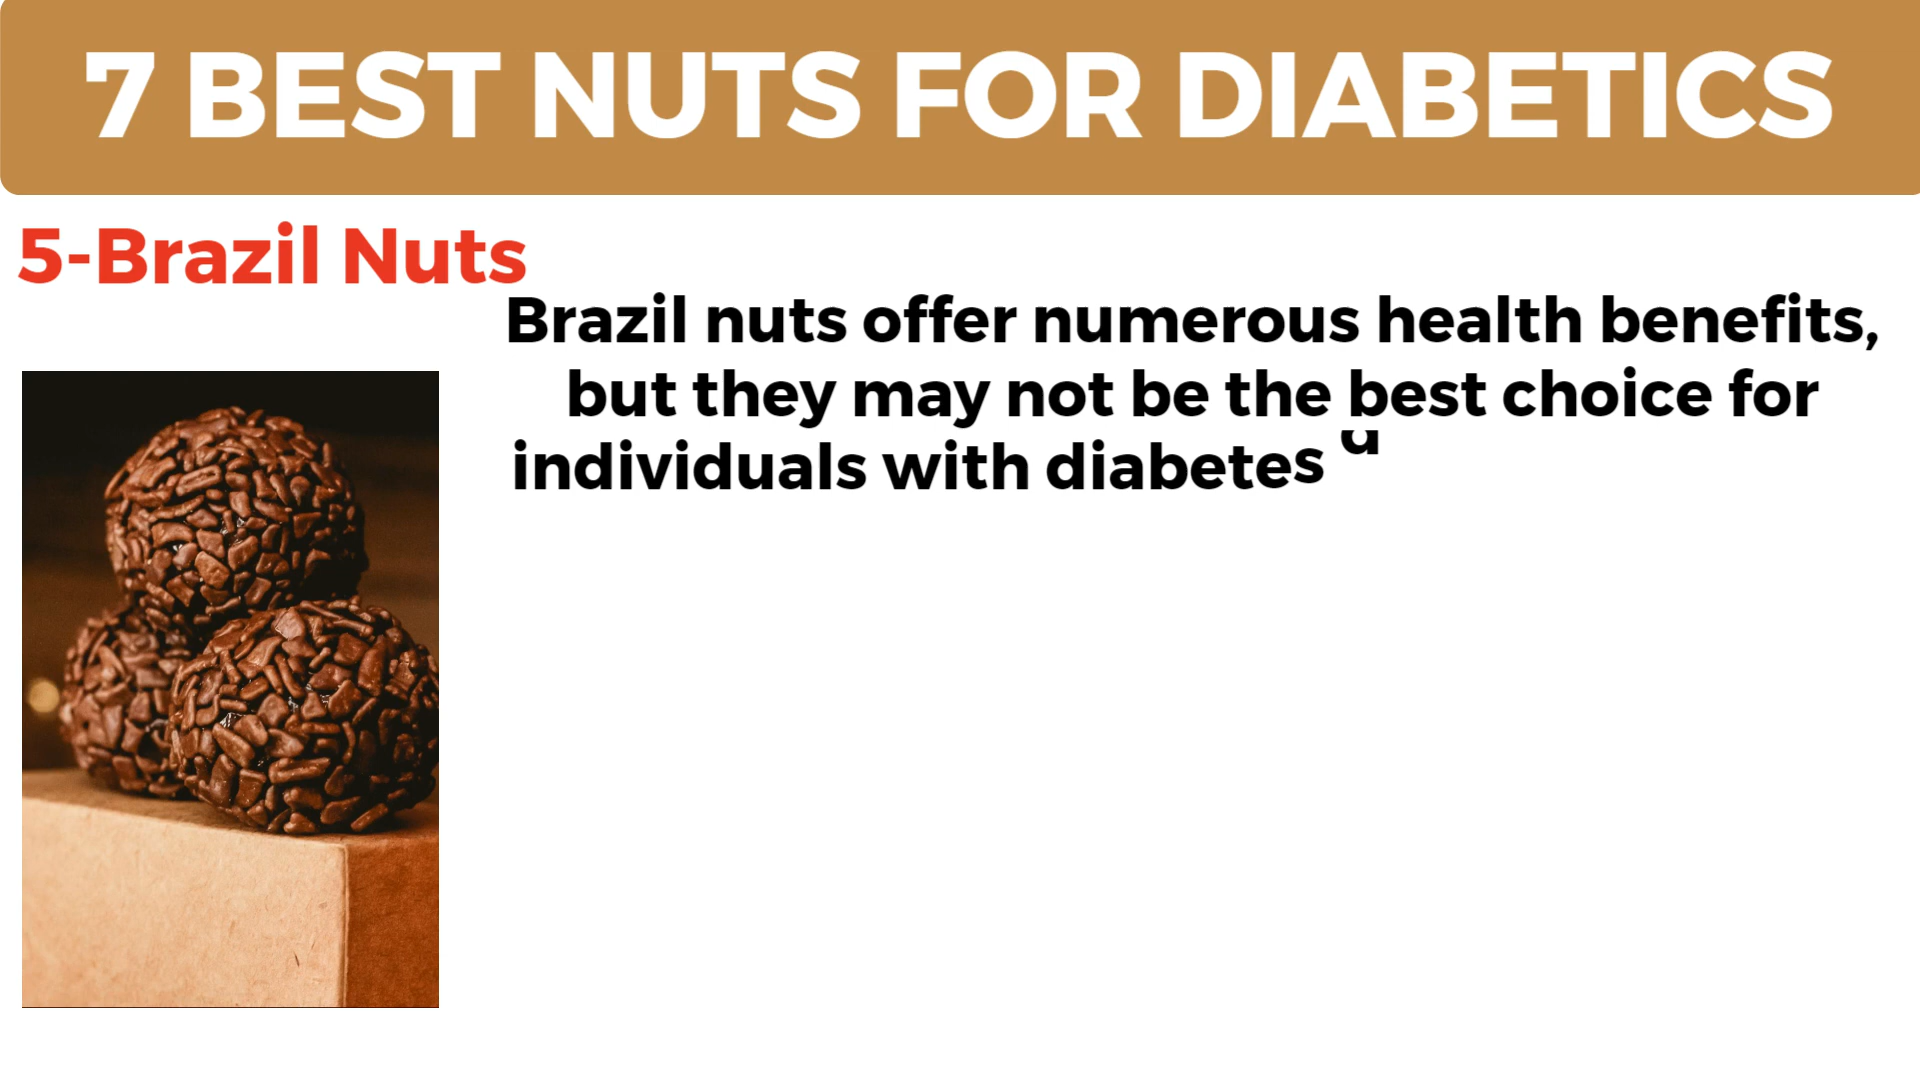 7 BEST NUTS FOR DIABETICS
5-Brazil Nuts
Brazil nuts offer numerous health benefits,
but they may not be the best choice for
individuals with diabetes